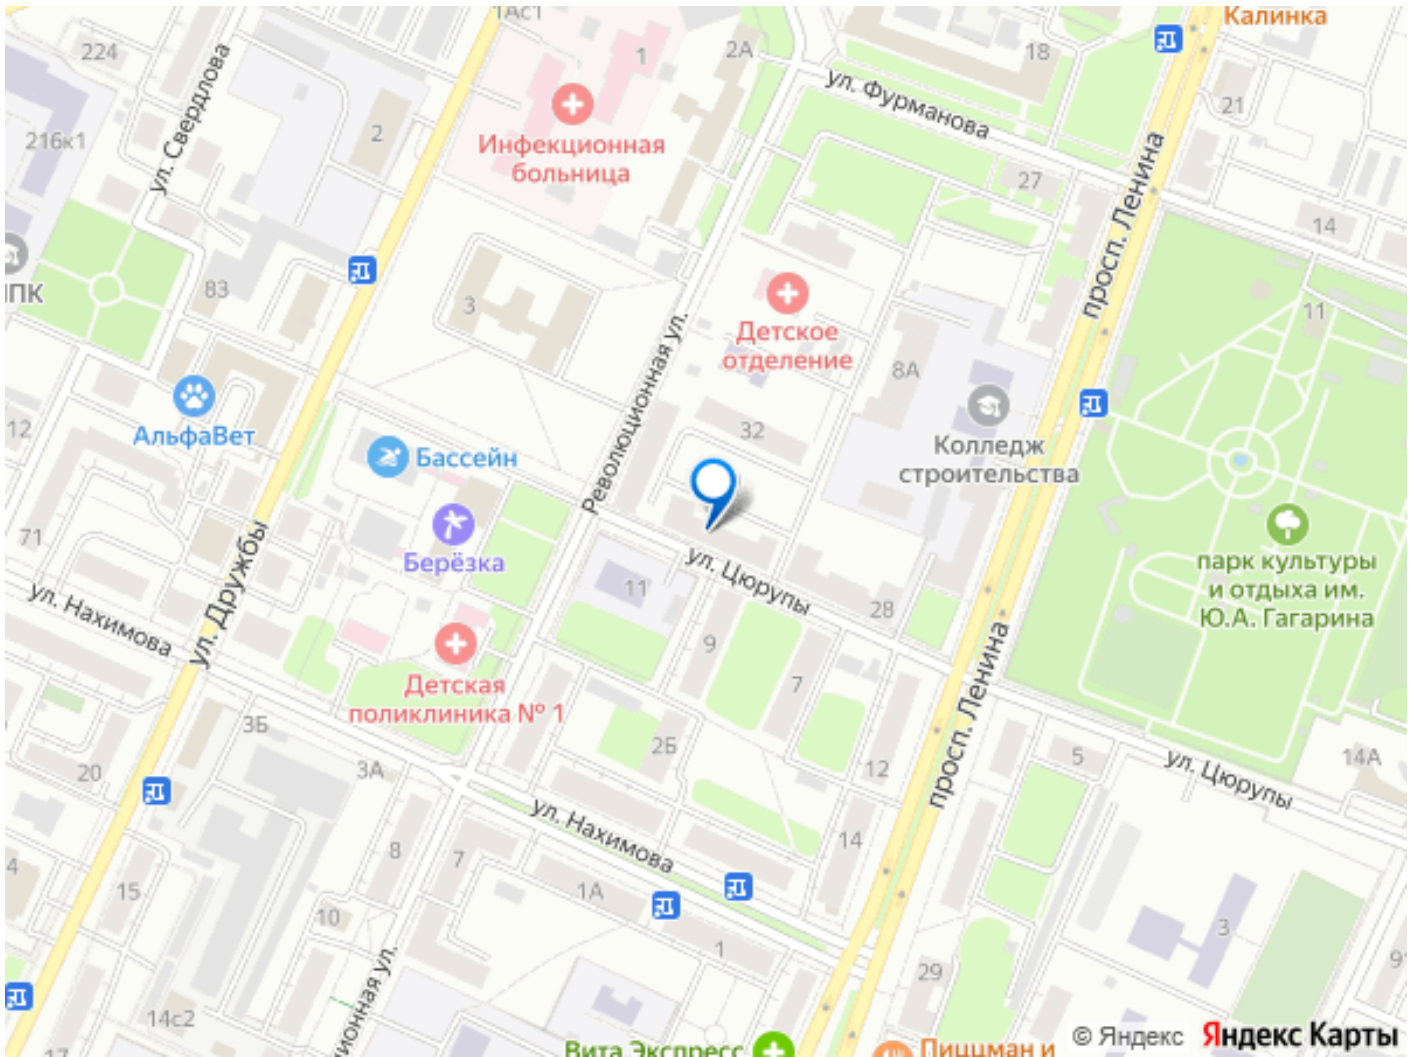 1Ас1
Калинка
224
1
2А
18
21
ул. Свердлова
ул. Фурманова
216к1
2
Инфекционная
больница
27
просп. Ленина
14
ПК
83
3
Революционная ул.
Детское
отделение
11
8А
12
АльфаВет
Бассейн
32
Колледж
строительства
71
Берёзка
ул. Дружбы
ул. Нахимова
11
ул. Цюрупы
28
парк культуры
и отдыха им.
Ю.А. Гагарина
9
7
Детская
поликлиника № 1
просп. Ленина
3Б
2Б
20
3А
12
5
ул. Цюрупы
14А
ул. Нахимова
14
8
7
4
15
1А
10
1
3
29
14с2
17
Вита Экспресс
Пиццман и
© Яндекс Яндекс Карты